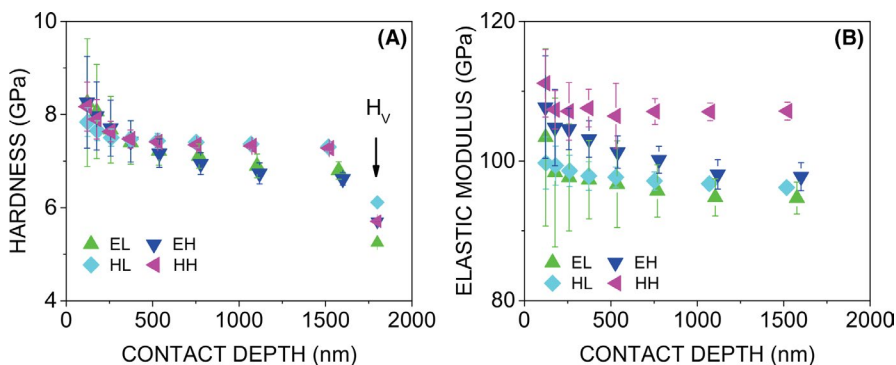 (A)
HARDNESS (GPa)
10
8
6
4
H_V
EL EH
HL HH
0 500 1000 1500 2000
CONTACT DEPTH (nm)
(B)
ELASTIC MODULUS (GPa)
120
100
80
EL EH
HL HH
0 500 1000 1500 2000
CONTACT DEPTH (nm)